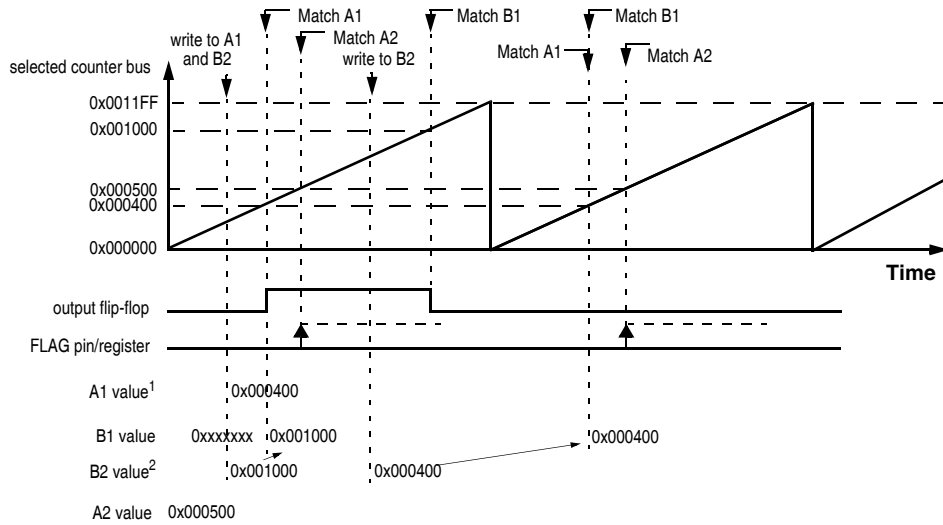 Match A1
Match B1
Match B1
write to A1
and B2
Match A2
write to B2
Match A1
Match A2
selected counter bus
0x0011FF
0x001000
0x000500
0x000400
0x000000
Time
output flip-flop
FLAG pin/register
A1 value1 0x000400
B1 value 0xxxxxxx 0x001000 0x000400
B2 value2 0x001000 0x000400
A2 value 0x000500